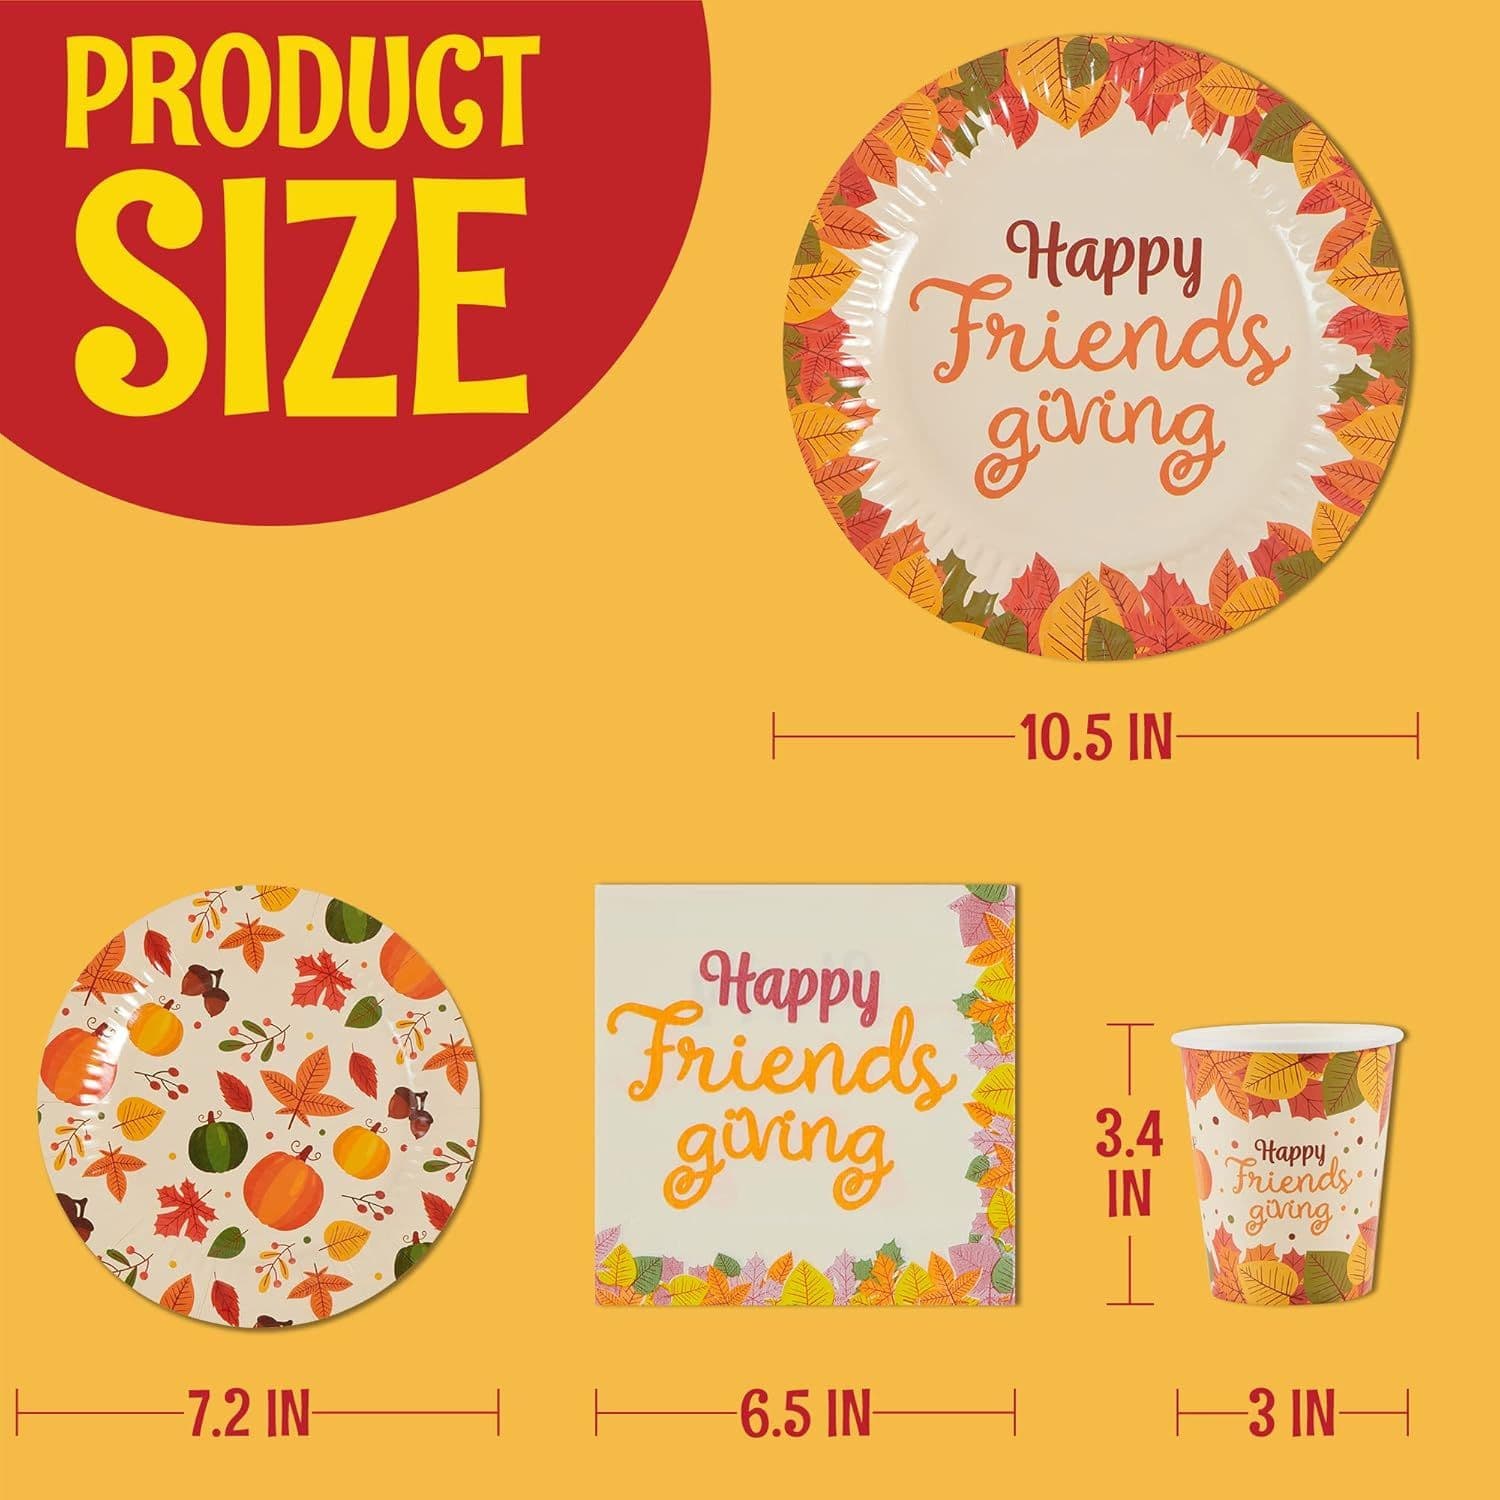 PRODUCT
SIZE
Happy
Friends
giving
10.5 IN
Happy
Friends
giving
3.4
IN
Happy
Friends
giving
7.2 IN
6.5 IN
3 IN